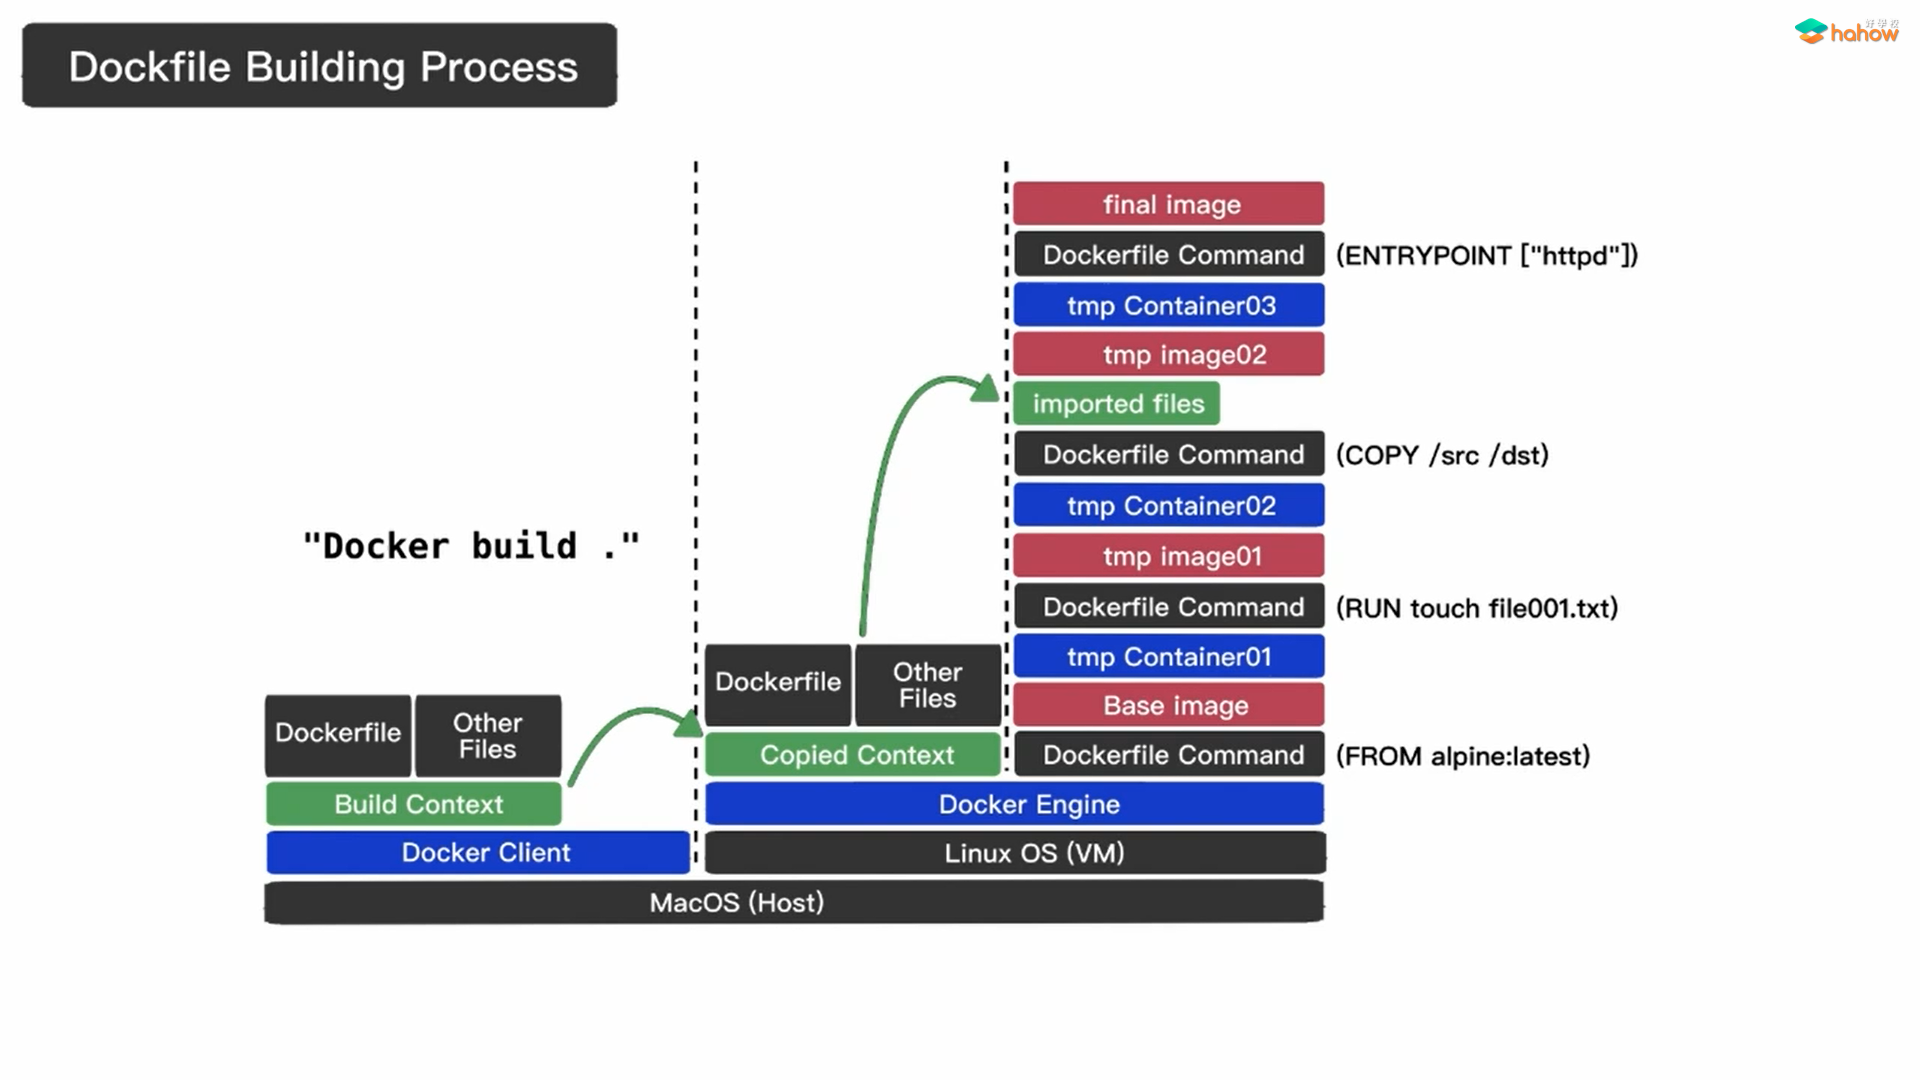 Dockfile Building Process
好學校
hahow
final image
Dockerfile Command (ENTRYPOINT ["httpd"])
tmp Container03
tmp image02
imported files
Dockerfile Command (COPY /src /dst)
tmp Container02
"Docker build ."
tmp image01
Dockerfile Command (RUN touch file001.txt)
tmp Container01
Dockerfile
Other
Files
Base image
Dockerfile
Other
Files
Copied Context
Dockerfile Command (FROM alpine:latest)
Build Context
Docker Engine
Docker Client
Linux OS (VM)
MacOS (Host)